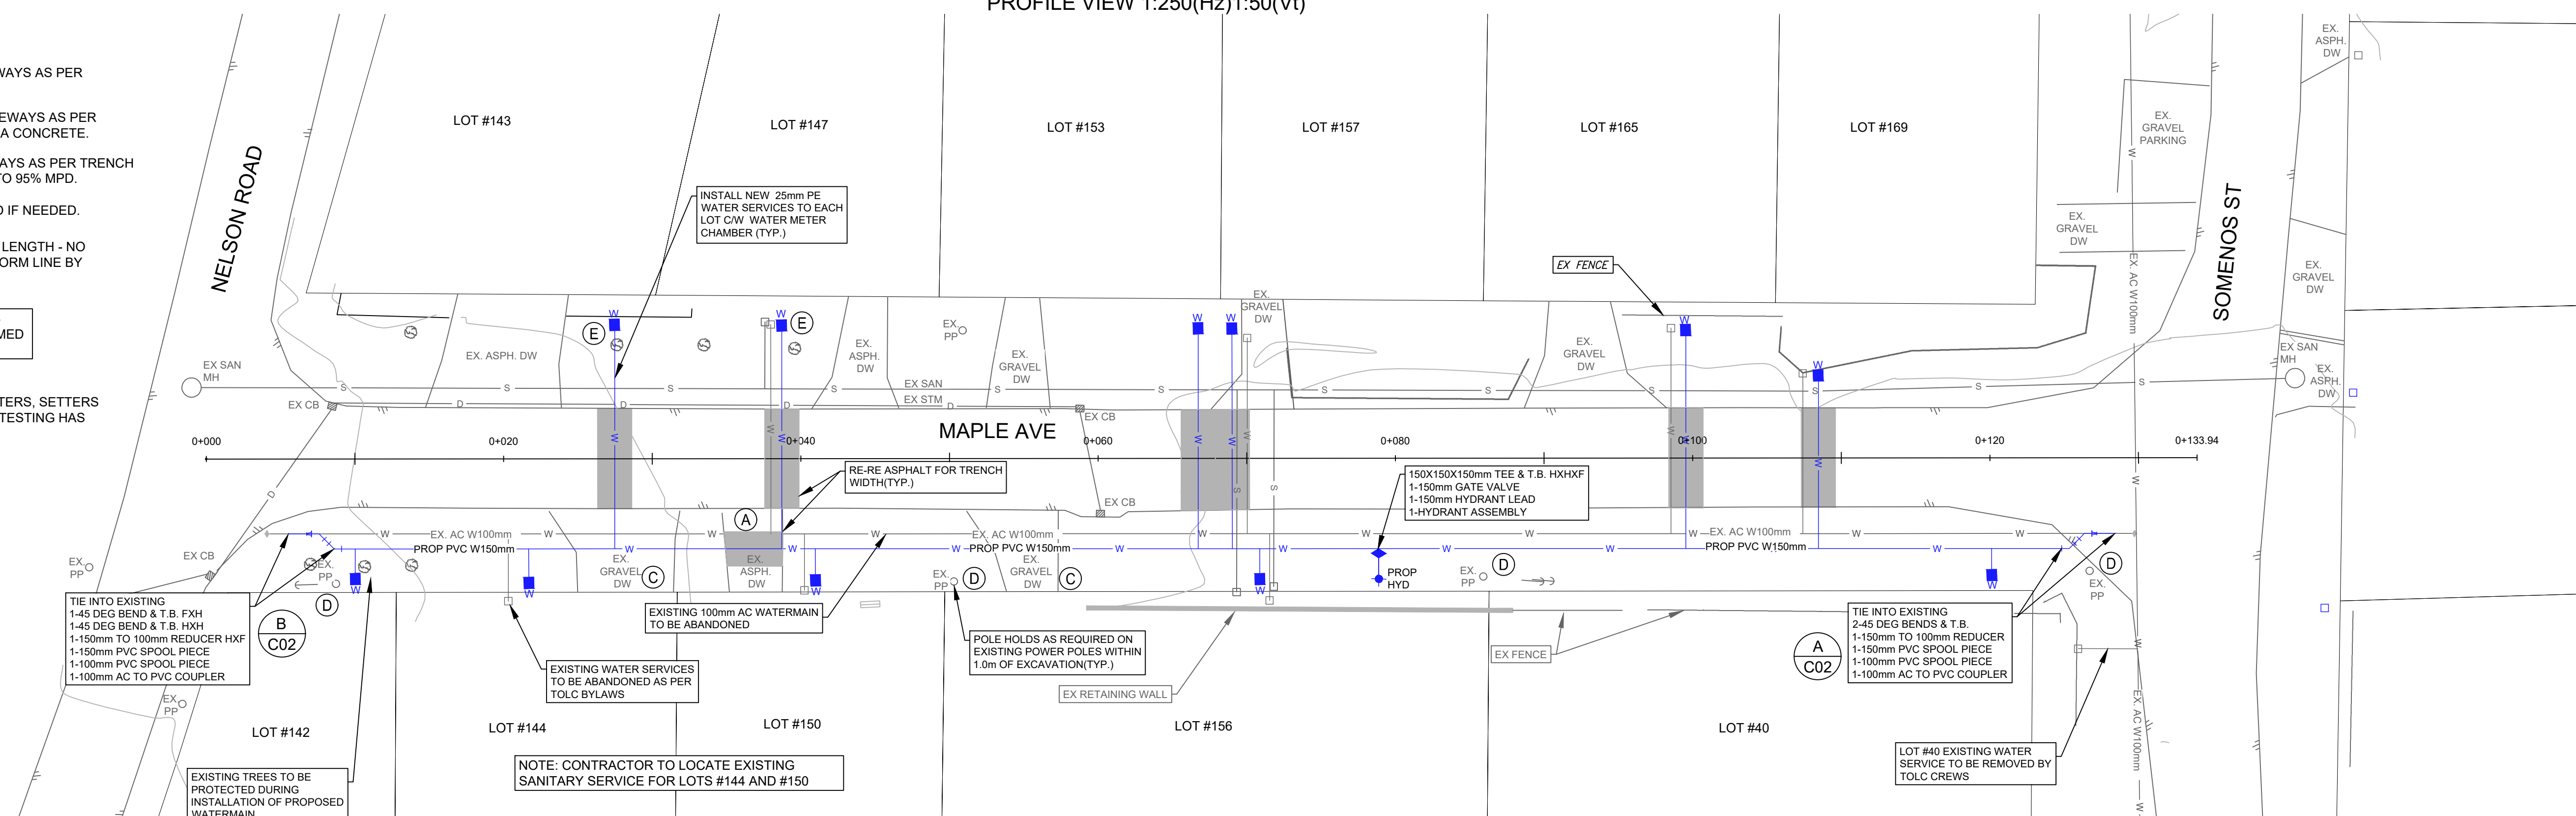 PROFILE VIEW 1:250(Hz)1:50(Vt)
WAYS AS PER
EWAYS AS PER
A CONCRETE.
AYS AS PER TRENCH
TO 95% MPD.
IF NEEDED.
LENGTH - NO
ORM LINE BY
MED
TERS, SETTERS
TESTING HAS
NELSON ROAD
LOT #143
LOT #147
LOT #153
LOT #157
LOT #165
LOT #169
SOMENOS ST
EX.
ASPH.
DW
EX.
GRAVEL
PARKING
EX.
GRAVEL
DW
EX.
GRAVEL
DW
EX. AC W100mm
INSTALL NEW 25mm PE
WATER SERVICES TO EACH
LOT C/W WATER METER
CHAMBER (TYP.)
EX FENCE
EX SAN
MH
EX. ASPH. DW
E
E
EX.
ASPH.
DW
EX.
PP
EX.
GRAVEL
DW
EX.
GRAVEL
DW
EX.
GRAVEL
DW
EX SAN
MH
EX.
ASPH.
DW
EX SAN
EX STM
EX CB
EX CB
MAPLE AVE
0+000
0+020
0+040
0+060
0+080
0+100
0+120
0+133.94
RE-RE ASPHALT FOR TRENCH
WIDTH(TYP.)
150X150X150mm TEE & T.B. HXHXF
1-150mm GATE VALVE
1-150mm HYDRANT LEAD
1-HYDRANT ASSEMBLY
EX CB
A
EX. AC W100mm
EX. AC W100mm
EX. AC W100mm
PROP PVC W150mm
PROP PVC W150mm
PROP PVC W150mm
EX CB
EX.
PP
EX.
PP
D
EX.
GRAVEL
DW
C
EX.
ASPH.
DW
EX.
PP
D
EX.
GRAVEL
DW
C
PROP
HYD
EX.
PP
D
D
EX.
PP
TIE INTO EXISTING
1-45 DEG BEND & T.B. FXH
1-45 DEG BEND & T.B. HXH
1-150mm TO 100mm REDUCER HXF
1-150mm PVC SPOOL PIECE
1-100mm PVC SPOOL PIECE
1-100mm AC TO PVC COUPLER
B
C02
EXISTING 100mm AC WATERMAIN
TO BE ABANDONED
EXISTING WATER SERVICES
TO BE ABANDONED AS PER
TOLC BYLAWS
POLE HOLDS AS REQUIRED ON
EXISTING POWER POLES WITHIN
1.0m OF EXCAVATION(TYP.)
EX RETAINING WALL
EX FENCE
A
C02
TIE INTO EXISTING
2-45 DEG BENDS & T.B.
1-150mm TO 100mm REDUCER
1-150mm PVC SPOOL PIECE
1-100mm PVC SPOOL PIECE
1-100mm AC TO PVC COUPLER
EX.
PP
LOT #142
LOT #144
LOT #150
LOT #156
LOT #40
EX. AC W100mm
NOTE: CONTRACTOR TO LOCATE EXISTING
SANITARY SERVICE FOR LOTS #144 AND #150
LOT #40 EXISTING WATER
SERVICE TO BE REMOVED BY
TOLC CREWS
EXISTING TREES TO BE
PROTECTED DURING
INSTALLATION OF PROPOSED
WATERMAIN